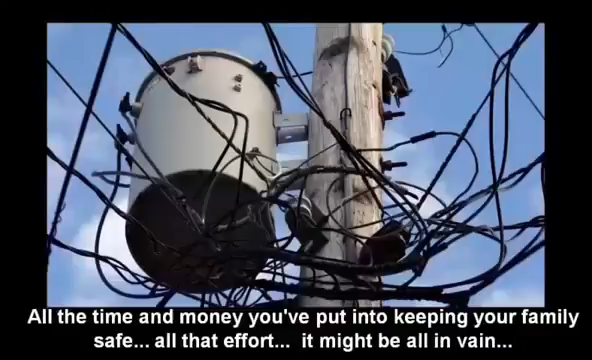 All the time and money you've put into keeping your family
safe... all that effort...  it might be all in vain...